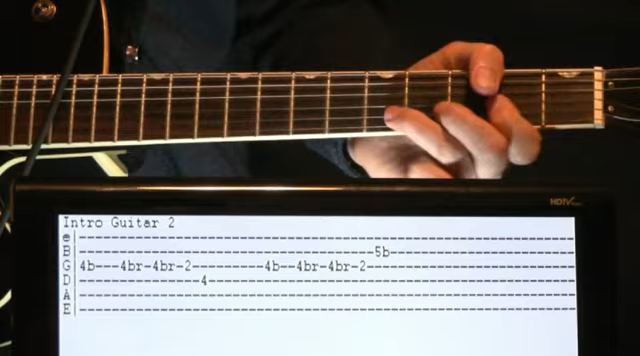 HDTV
Intro Guitar 2
e|--------------------------------------------------------------
B|-------------------------------------5b-----------------------
G|4b---4br-4br-2---------4b--4br-4br-2--------------------------
D|---------------4----------------------------------------------
A|--------------------------------------------------------------
E|--------------------------------------------------------------